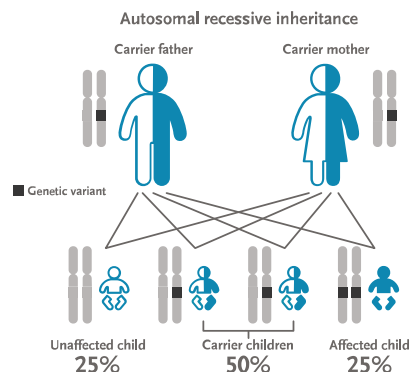 Autosomal recessive inheritance
Carrier father
Carrier mother
Genetic variant
Unaffected child
25%
Carrier children
50%
Affected child
25%